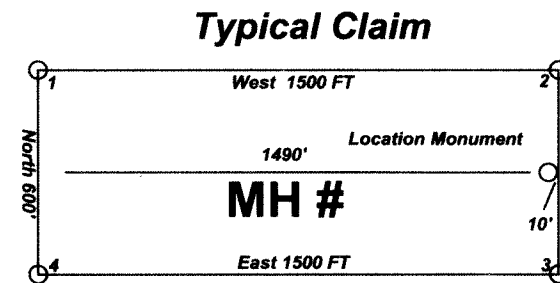 Typical Claim
1
West 1500 FT
2
North 600'
Location Monument
1490'
MH #
10'
4
East 1500 FT
3